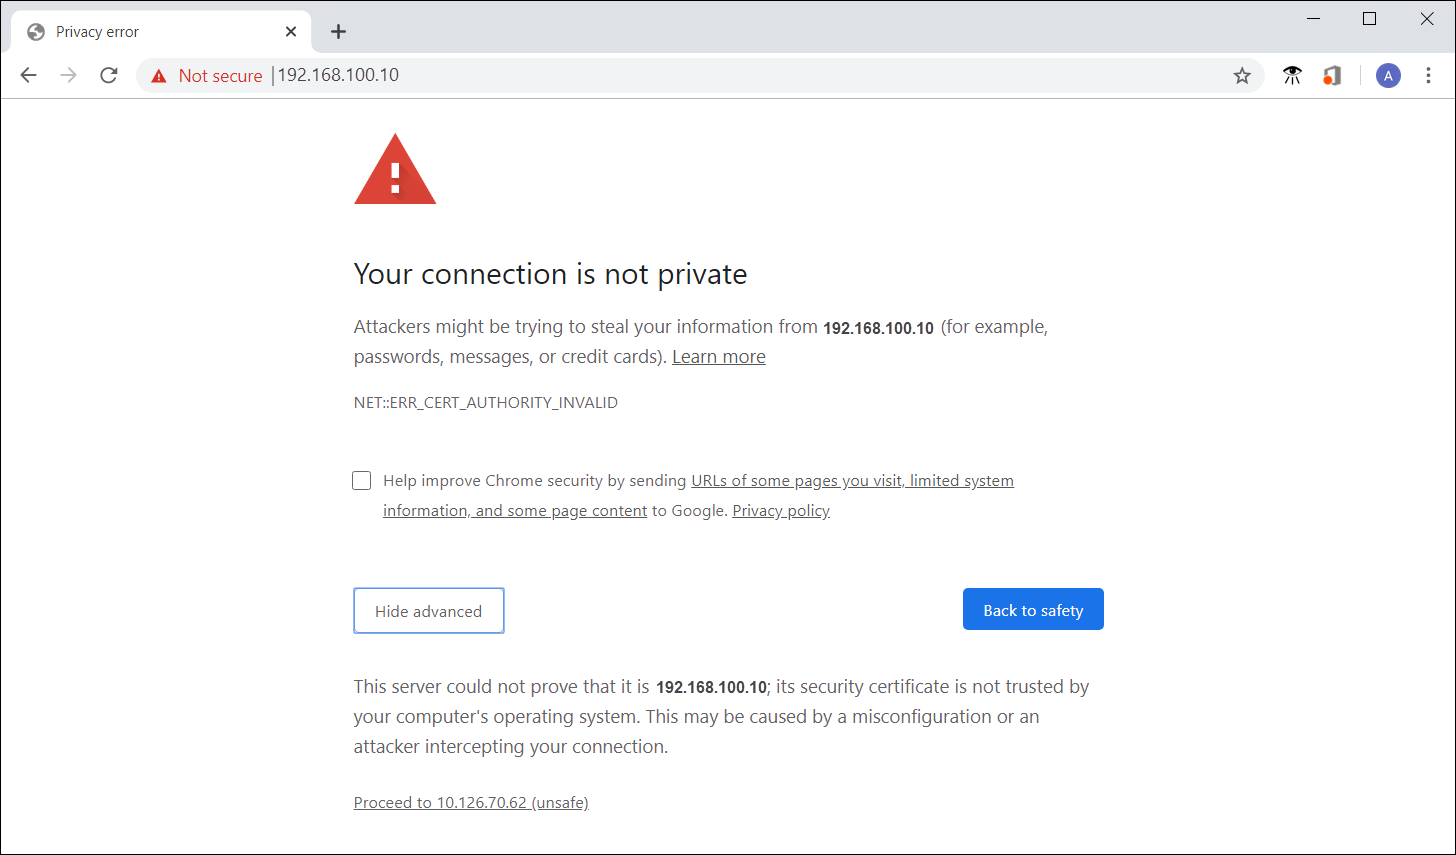 Privacy error
Not secure | 192.168.100.10
A
Your connection is not private
Attackers might be trying to steal your information from 192.168.100.10 (for example,
passwords, messages, or credit cards). Learn more
NET::ERR_CERT_AUTHORITY_INVALID
Help improve Chrome security by sending URLs of some pages you visit, limited system
information, and some page content to Google. Privacy policy
Hide advanced
Back to safety
This server could not prove that it is 192.168.100.10; its security certificate is not trusted by
your computer's operating system. This may be caused by a misconfiguration or an
attacker intercepting your connection.
Proceed to 10.126.70.62 (unsafe)